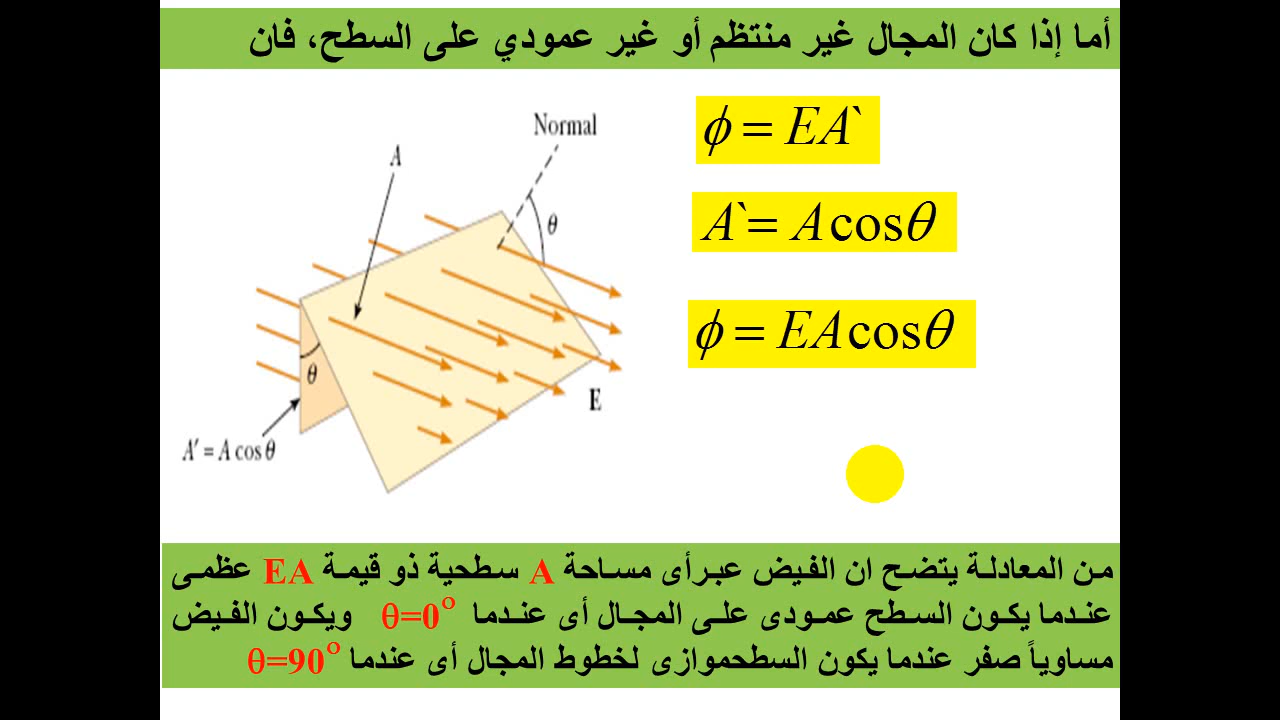 أما إذا كان المجال غير منتظم أو غير عمودي على السطح، فان
Normal
A
θ
θ
E
A′ = A cos θ
ϕ = EA`
A`= A cosθ
ϕ = EA cosθ
من المعادلة يتضح ان الفيض عبرأى مساحة A سطحية ذو قيمة EA عظمى
عندما يكون السطح عمودى على المجال أى عندما θ=0° ويكون الفيض
مساوياً صفر عندما يكون السطحموازى لخطوط المجال أى عندما θ=90°